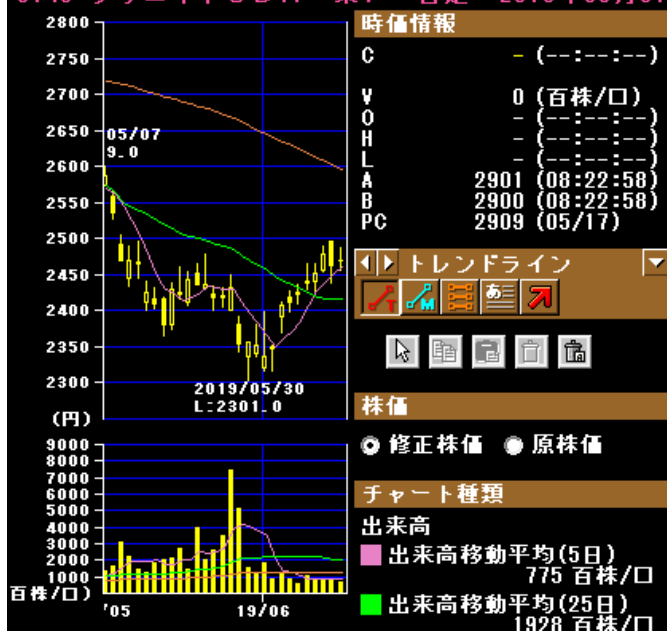 時価情報
C - (--:--:--)
V 0 (百株/口)
O - (--:--:--)
H - (--:--:--)
L - (--:--:--)
A 2901 (08:22:58)
B 2900 (08:22:58)
PC 2909 (05/17)
トレンドライン
T M あ
株価
修正株価 原株価
チャート種類
出来高
出来高移動平均(5日)
775 百株/口
出来高移動平均(25日)
1928 百株/口
2800
2750
2700
2650
2600
2550
2500
2450
2400
2350
2300
(円)
05/07
9.0
2019/05/30
L:2301.0
9000
8000
7000
6000
5000
4000
3000
2000
1000
百株/口)
'05 19/06